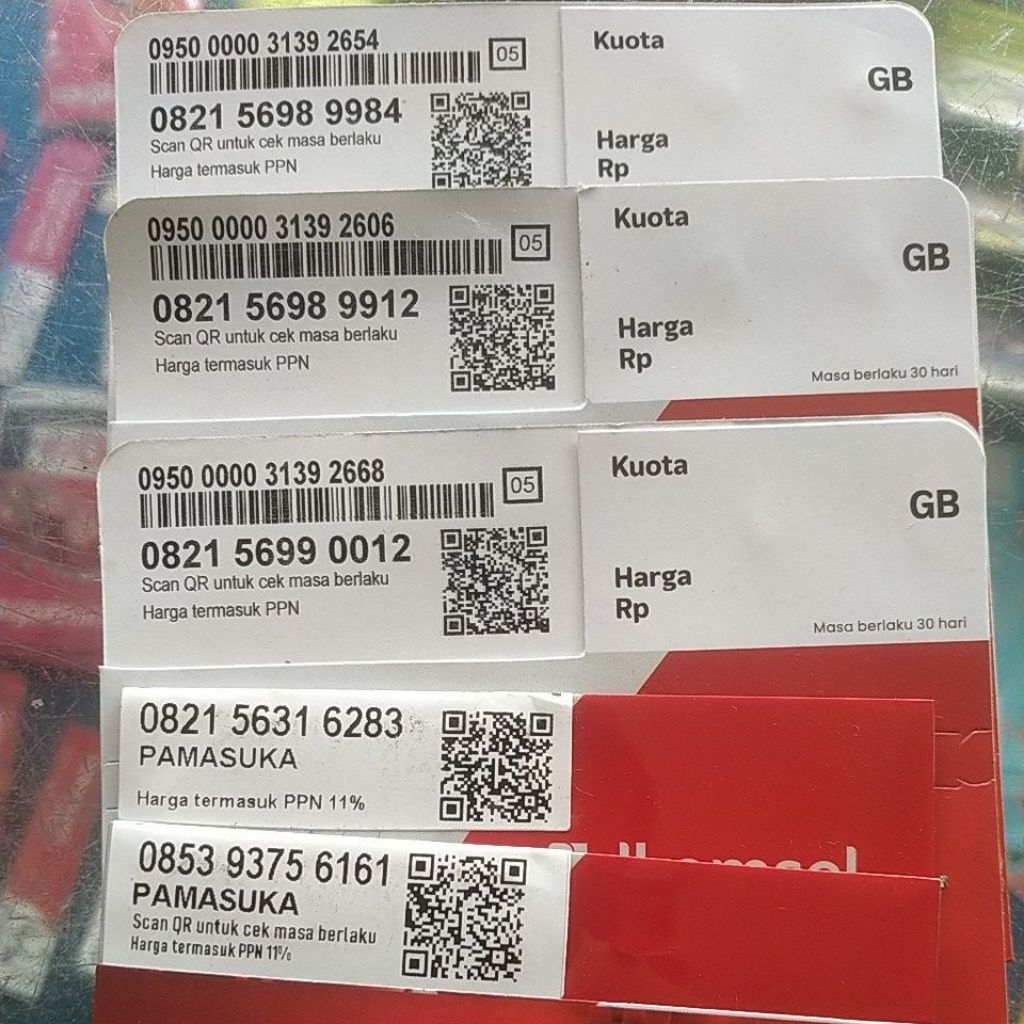 0950 0000 3139 2654
05
0821 5698 9984
Scan QR untuk cek masa berlaku
Harga termasuk PPN
Kuota
GB
Harga
Rp
0950 0000 3139 2606
05
0821 5698 9912
Scan QR untuk cek masa berlaku
Harga termasuk PPN
Kuota
GB
Harga
Rp
Masa berlaku 30 hari
0950 0000 3139 2668
05
0821 5699 0012
Scan QR untuk cek masa berlaku
Harga termasuk PPN
Kuota
GB
Harga
Rp
Masa berlaku 30 hari
0821 5631 6283
PAMASUKA
Harga termasuk PPN 11%
0853 9375 6161
PAMASUKA
Scan QR untuk cek masa berlaku
Harga termasuk PPN 11%